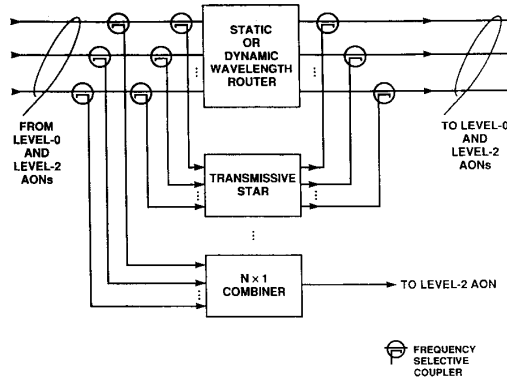 STATIC
OR
DYNAMIC
WAVELENGTH
ROUTER
FROM
LEVEL-0
AND
LEVEL-2
AONs
TO LEVEL-0
AND
LEVEL-2
AONs
TRANSMISSIVE
STAR
N × 1
COMBINER
TO LEVEL-2 AON
FREQUENCY
SELECTIVE
COUPLER